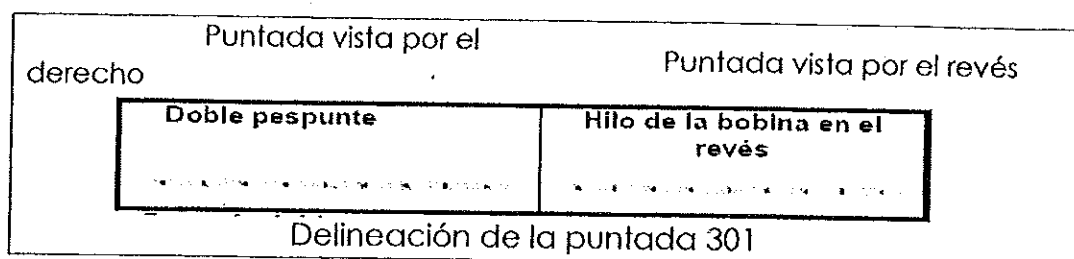 Puntada vista por el
derecho
Puntada vista por el revés
Doble pespunte
Hilo de la bobina en el
revés
Delineación de la puntada 301